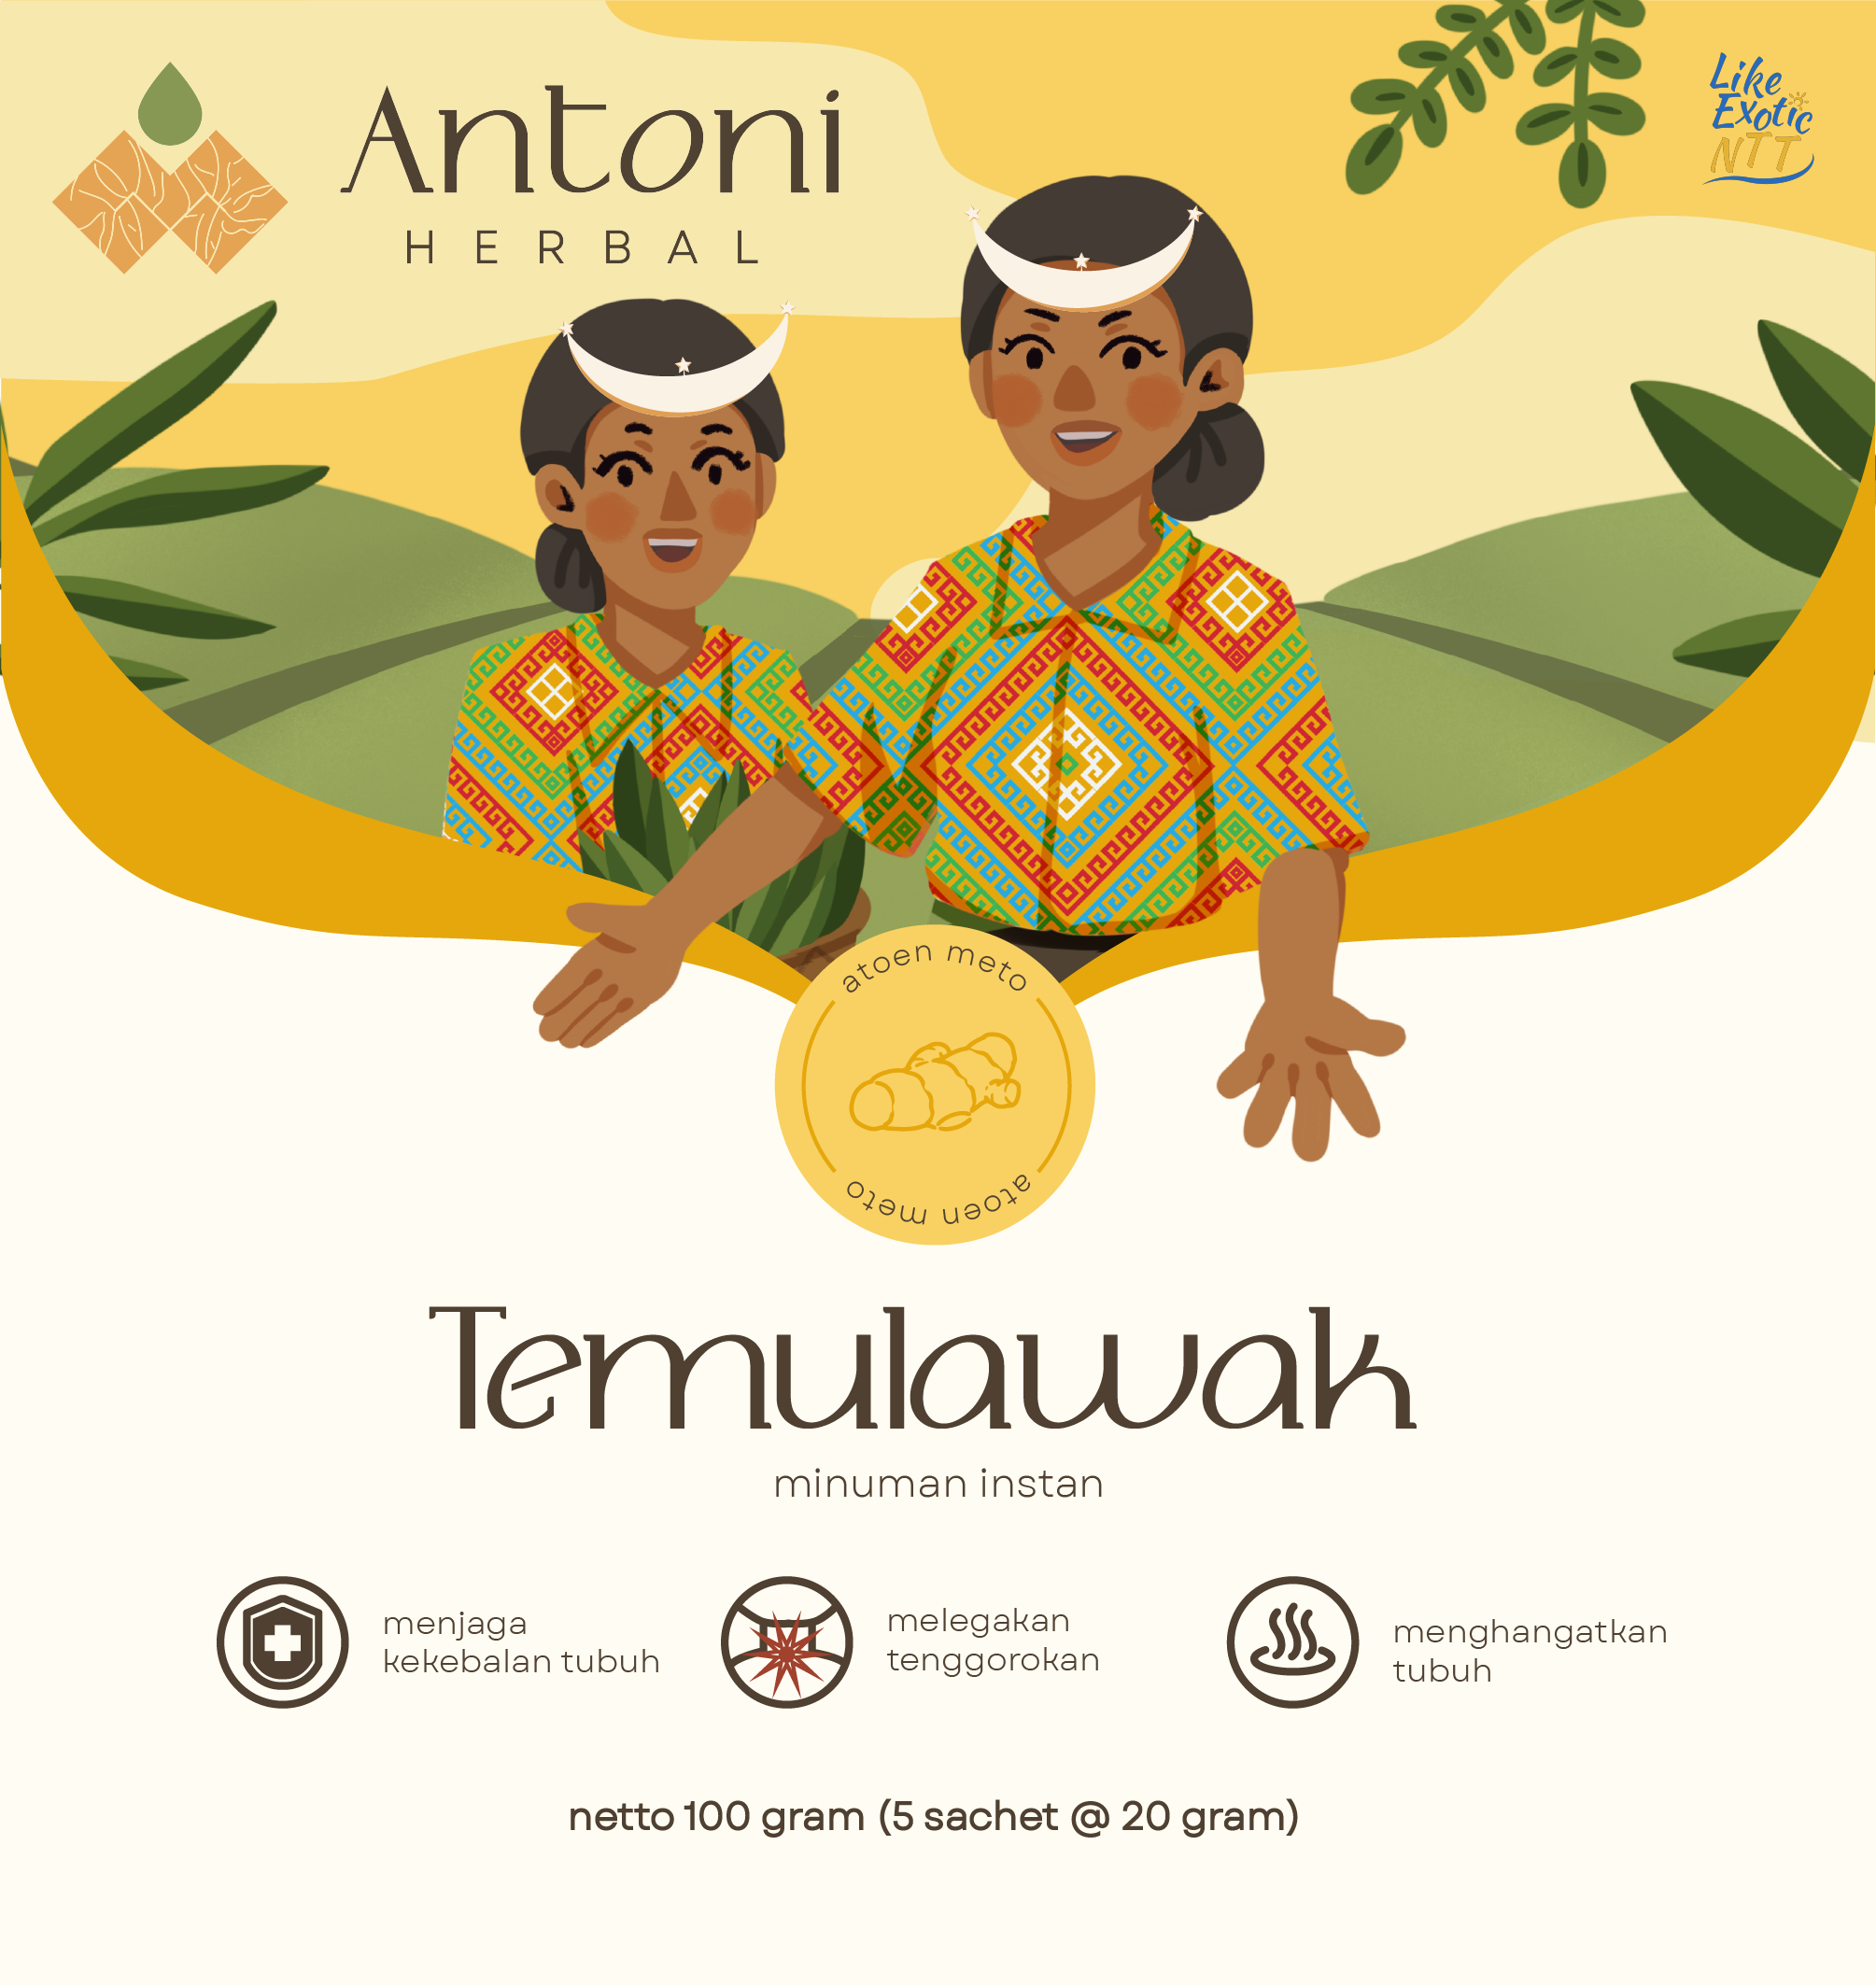 Antoni
HERBAL
Like
Exotic
NTT
atoen meto
atoen meto
Temulawak
minuman instan
menjaga
kekebalan tubuh
melegakan
tenggorokan
menghangatkan
tubuh
netto 100 gram (5 sachet @ 20 gram)